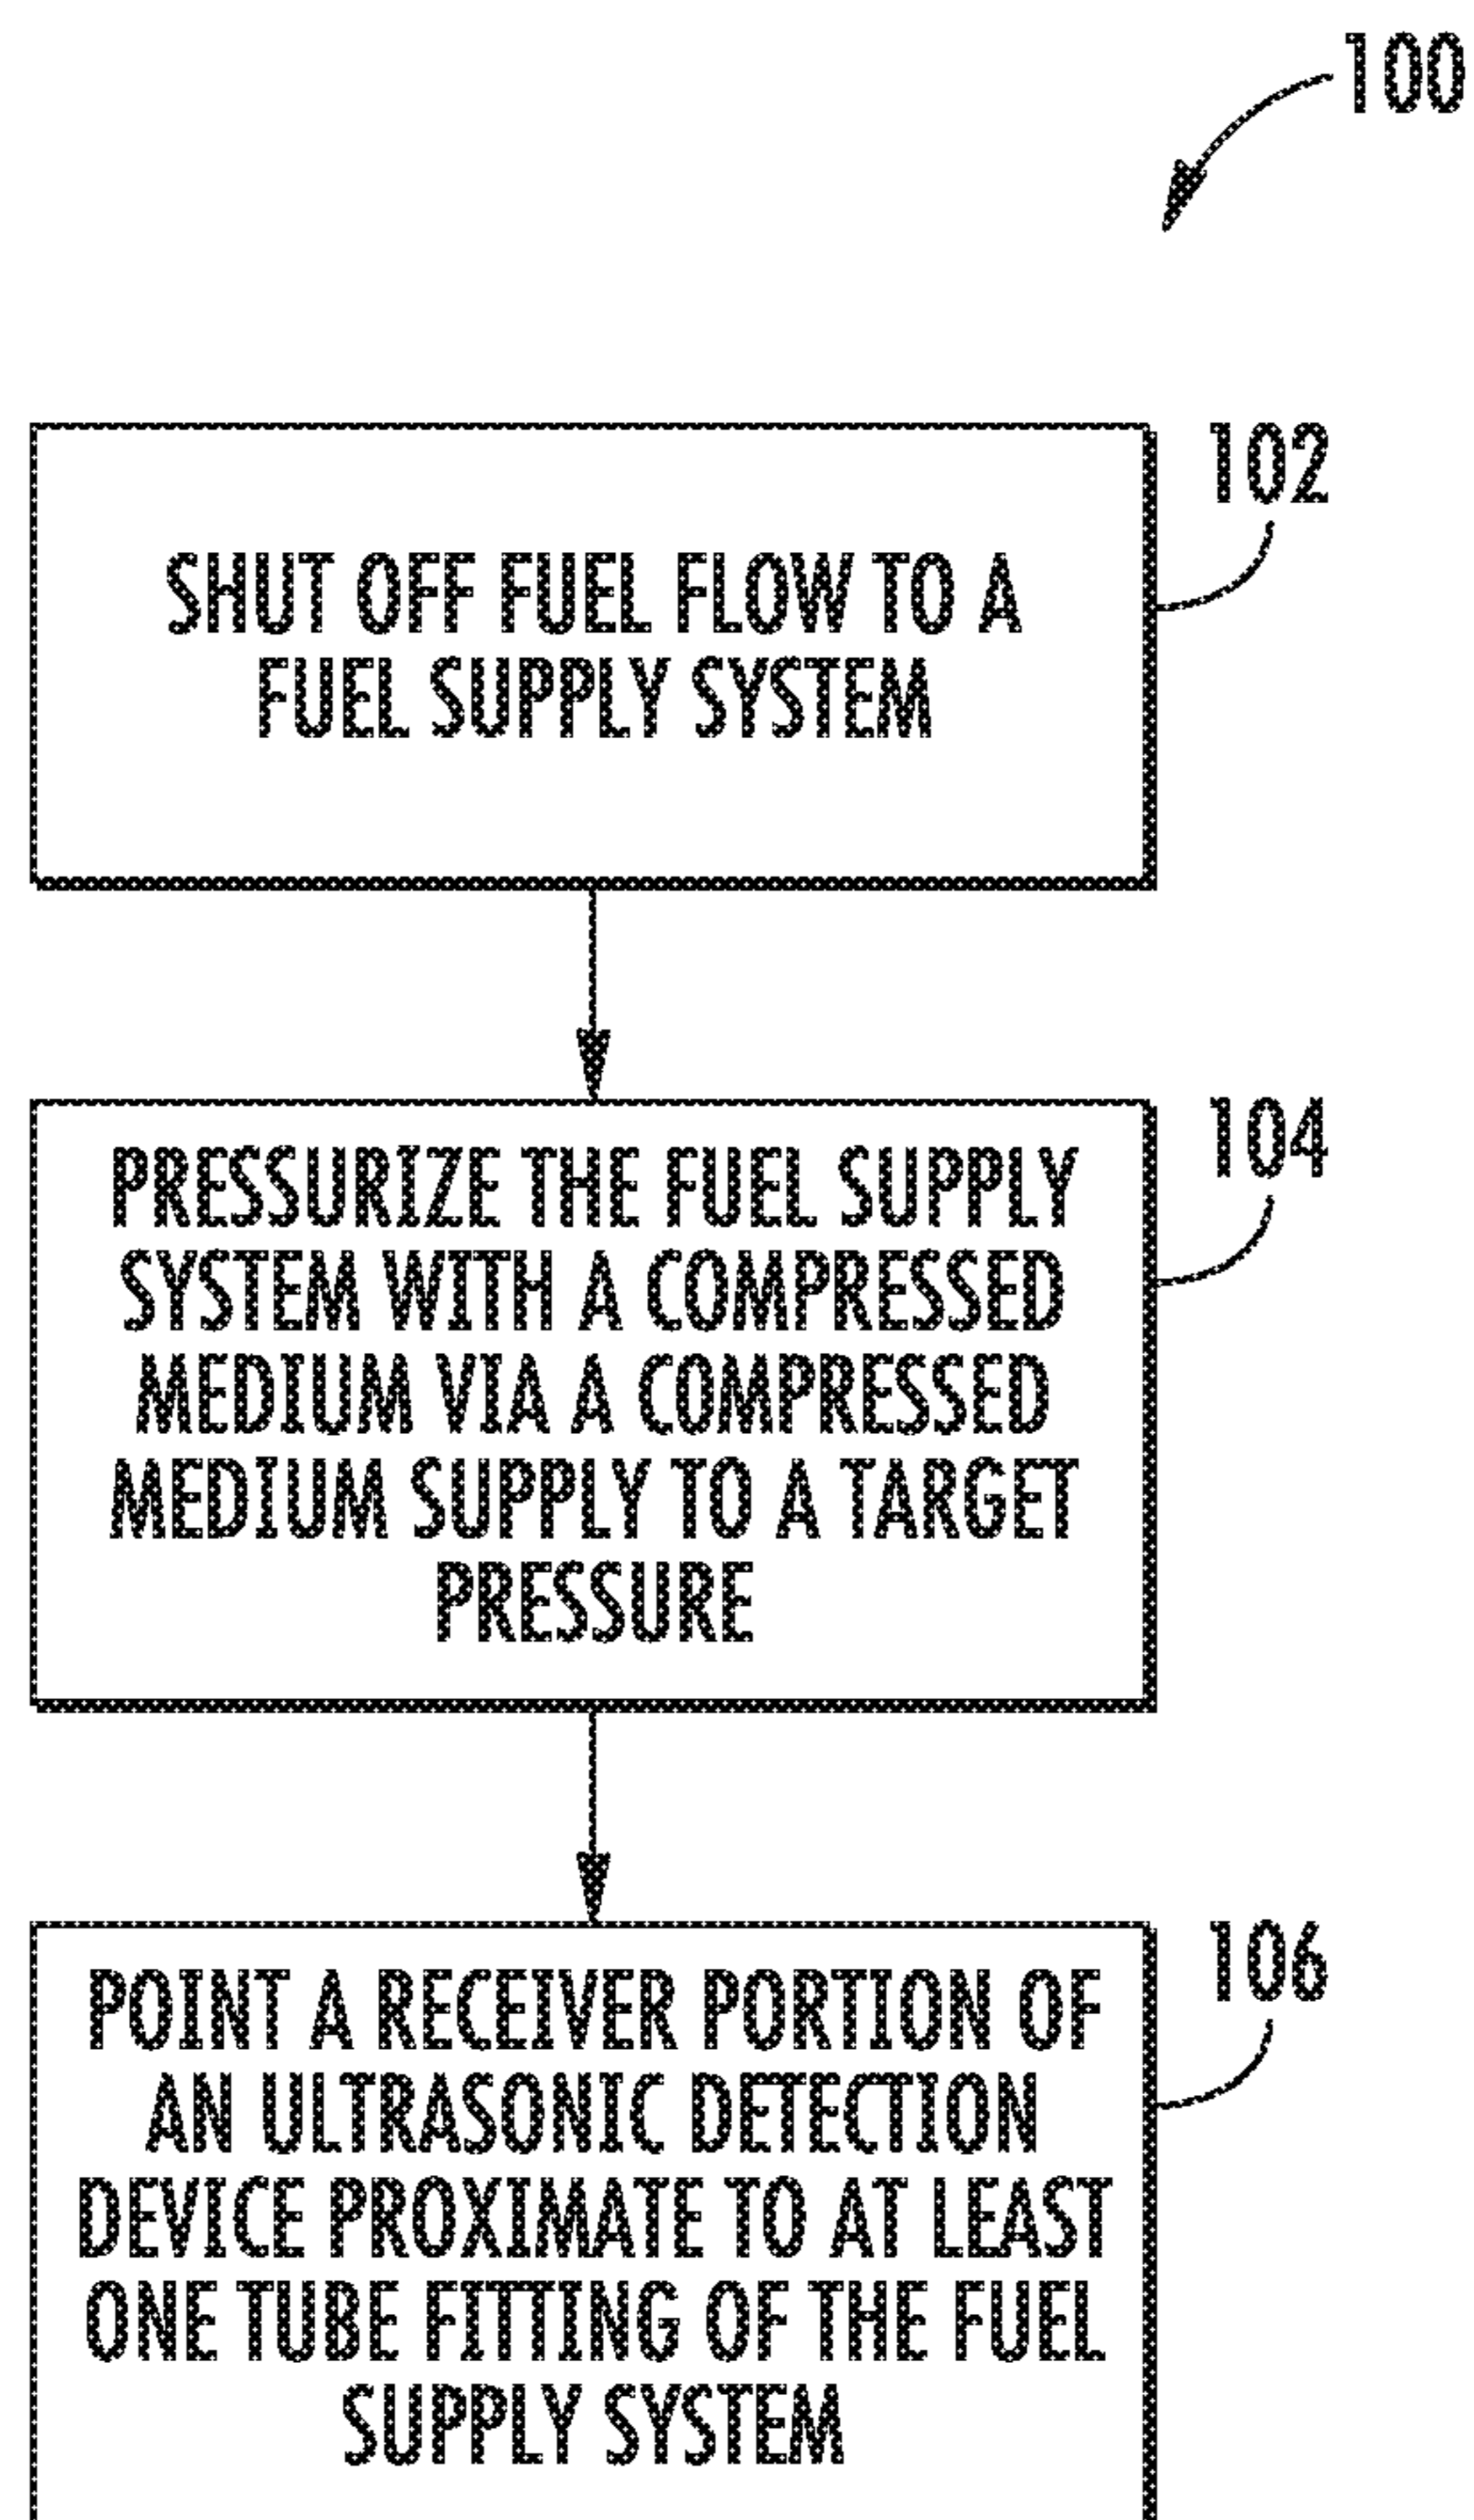 100
102
SHUT OFF FUEL FLOW TO A
FUEL SUPPLY SYSTEM
104
PRESSURIZE THE FUEL SUPPLY
SYSTEM WITH A COMPRESSED
MEDIUM VIA A COMPRESSED
MEDIUM SUPPLY TO A TARGET
PRESSURE
106
POINT A RECEIVER PORTION OF
AN ULTRASONIC DETECTION
DEVICE PROXIMATE TO AT LEAST
ONE TUBE FITTING OF THE FUEL
SUPPLY SYSTEM